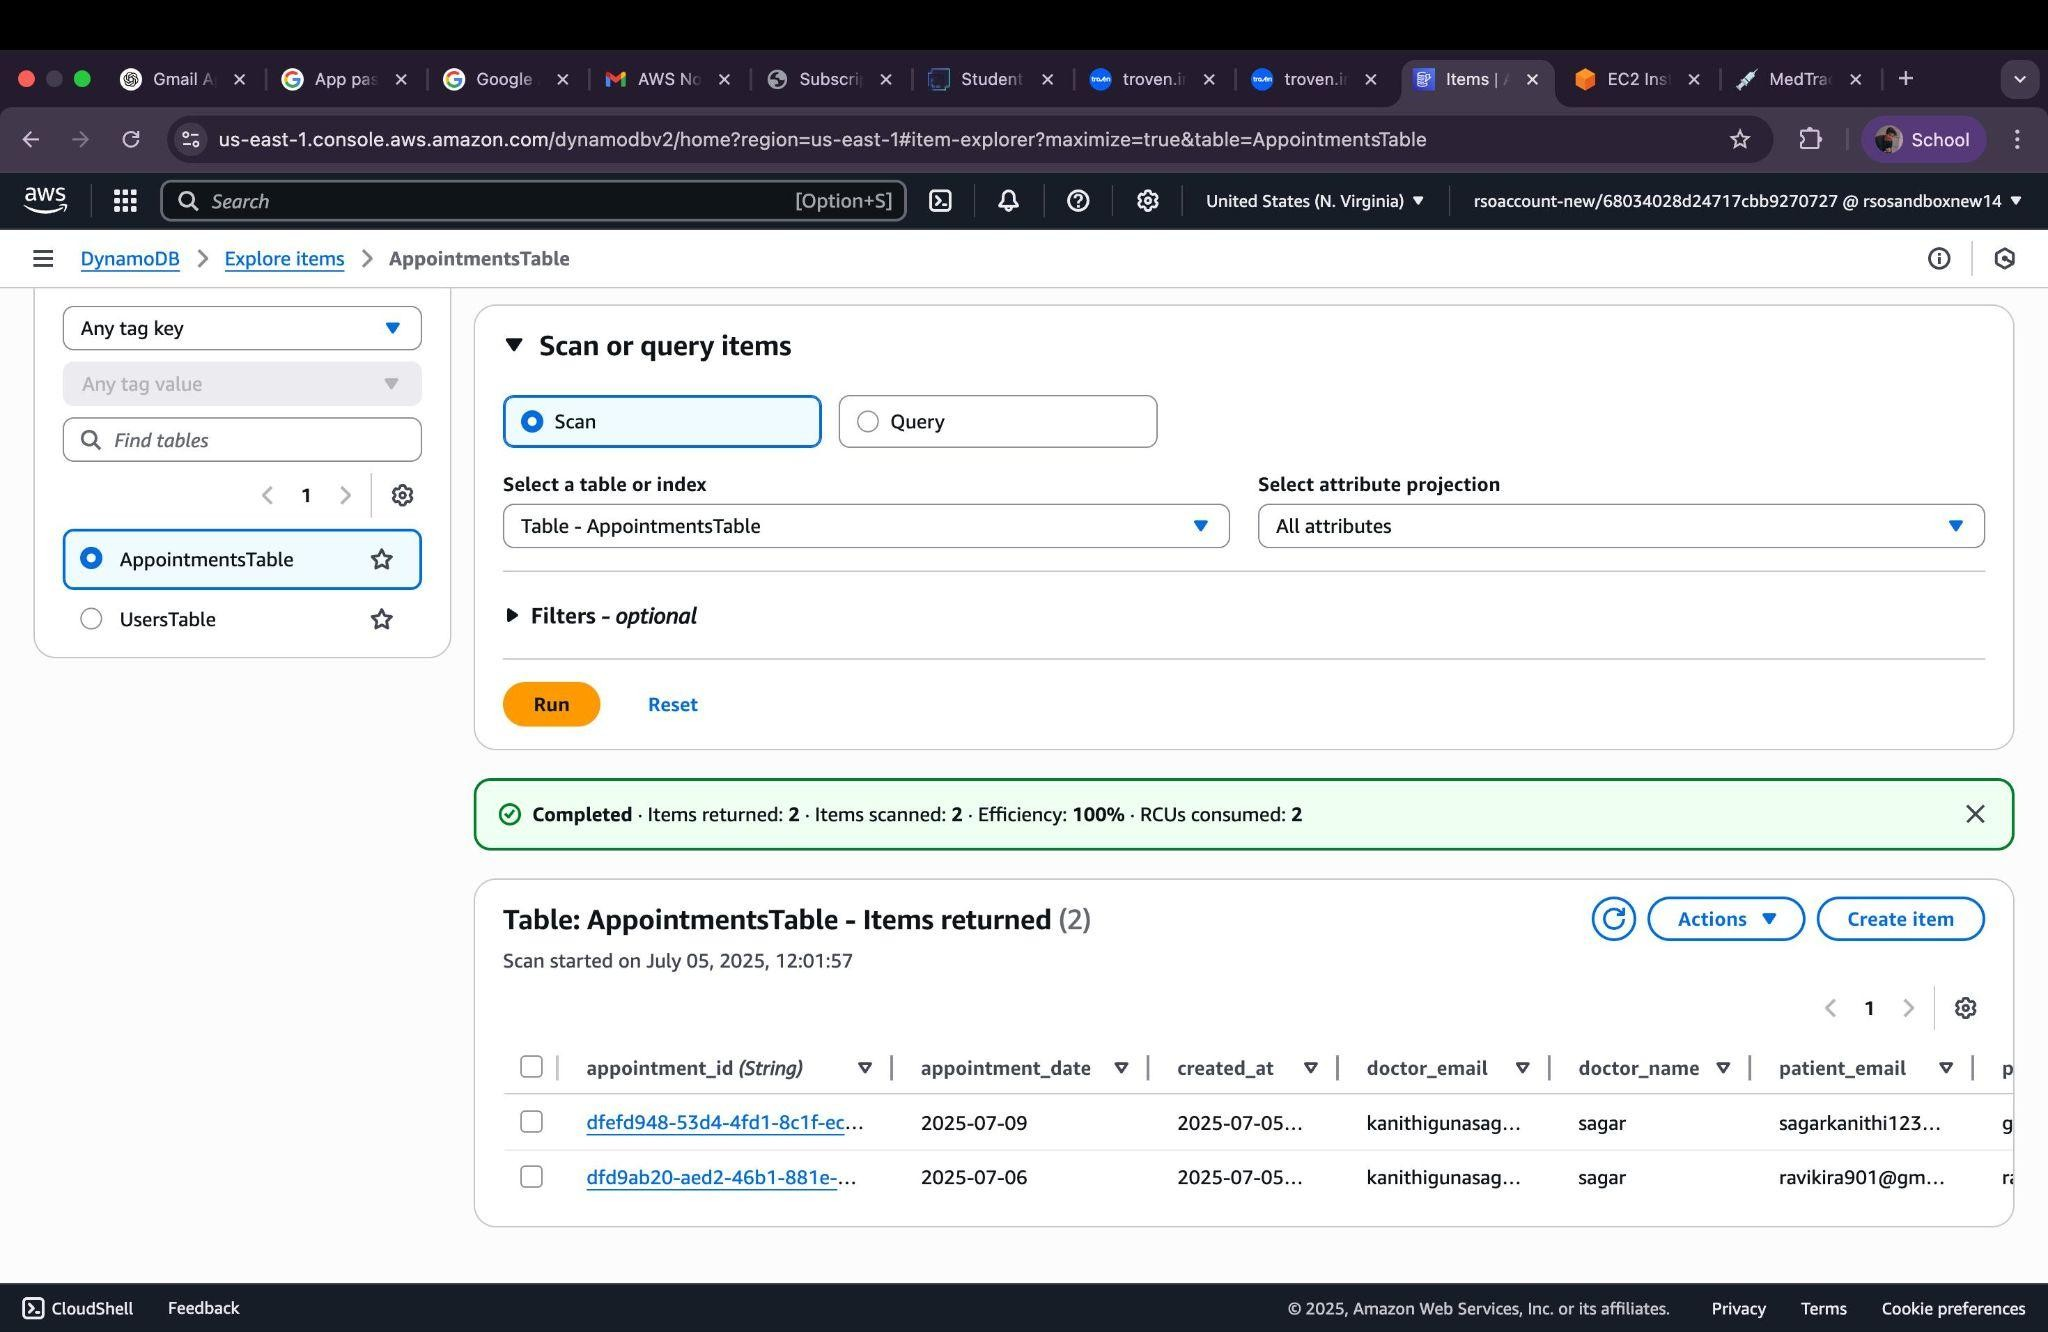 Gmail A
App pas
Google
AWS No
Subscri
Student
troven.i
troven.i
Items | A
EC2 Inst
MedTra
us-east-1.console.aws.amazon.com/dynamodbv2/home?region=us-east-1#item-explorer?maximize=true&table=AppointmentsTable
School
aws
Search
[Option+S]
United States (N. Virginia)
rsoaccount-new/68034028d24717cbb9270727 @ rsosandboxnew14
DynamoDB
Explore items
AppointmentsTable
Any tag key
Any tag value
Find tables
1
AppointmentsTable
UsersTable
Scan or query items
Scan
Query
Select a table or index
Select attribute projection
Table - AppointmentsTable
All attributes
Filters - optional
Run
Reset
Completed · Items returned: 2 · Items scanned: 2 · Efficiency: 100% · RCUs consumed: 2
Table: AppointmentsTable - Items returned (2)
Actions
Create item
Scan started on July 05, 2025, 12:01:57
1
appointment_id (String) appointment_date created_at doctor_email doctor_name patient_email p
dfefd948-53d4-4fd1-8c1f-ec... 2025-07-09 2025-07-05... kanithigunasag... sagar sagarkanithi123... g
dfd9ab20-aed2-46b1-881e-... 2025-07-06 2025-07-05... kanithigunasag... sagar ravikira901@gm... ra
CloudShell
Feedback
© 2025, Amazon Web Services, Inc. or its affiliates.
Privacy
Terms
Cookie preferences